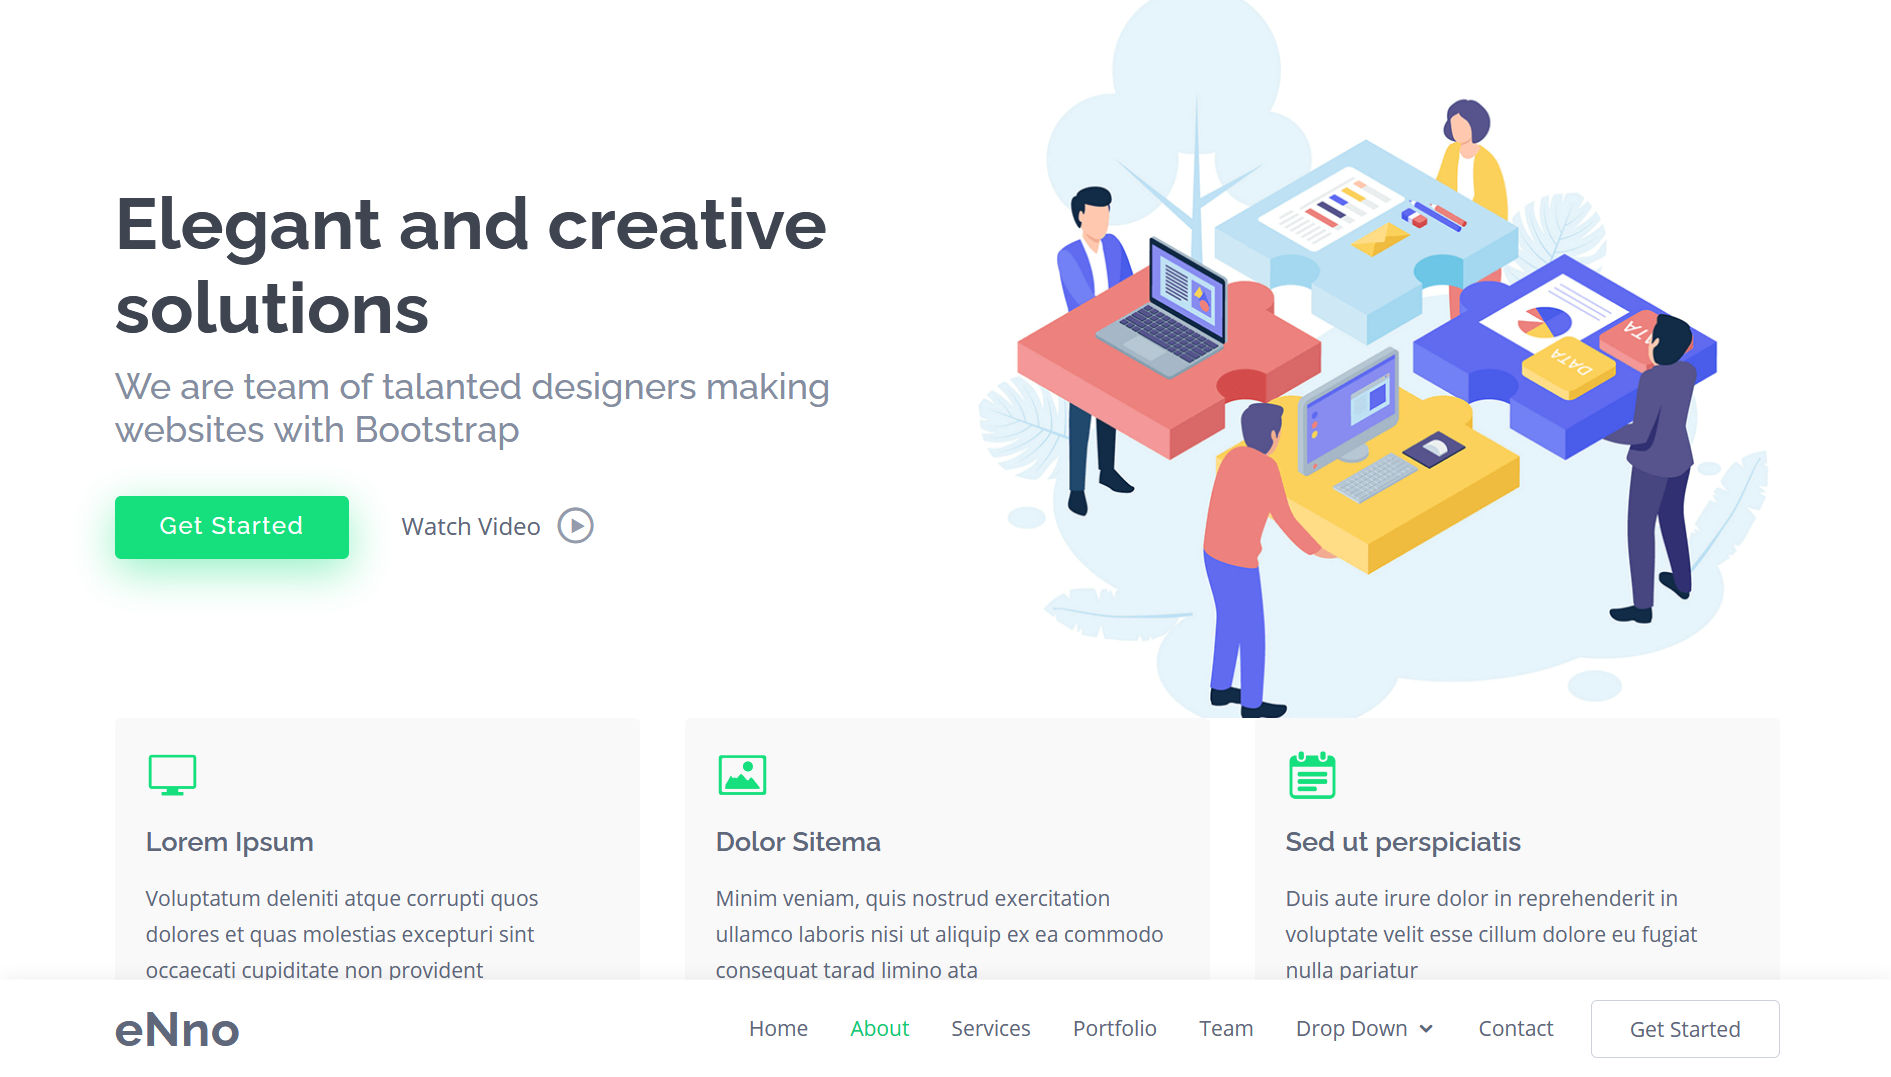 Elegant and creative
solutions
We are team of talanted designers making
websites with Bootstrap
Get Started
Watch Video
DATA
DATA
Lorem Ipsum
Voluptatum deleniti atque corrupti quos
dolores et quas molestias excepturi sint
occaecati cupiditate non provident
Dolor Sitema
Minim veniam, quis nostrud exercitation
ullamco laboris nisi ut aliquip ex ea commodo
consequat tarad limino ata
Sed ut perspiciatis
Duis aute irure dolor in reprehenderit in
voluptate velit esse cillum dolore eu fugiat
nulla pariatur
eNno
Home About Services Portfolio Team Drop Down Contact Get Started